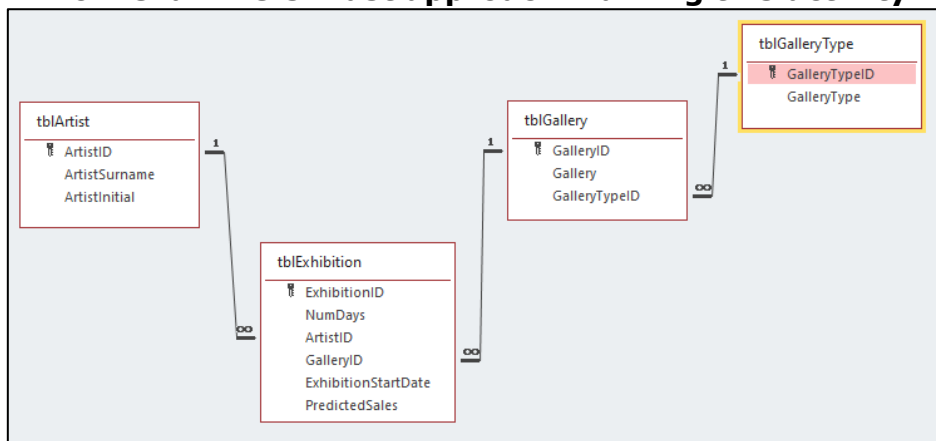 tblGalleryType
GalleryTypeID
GalleryType
1
tblArtist
ArtistID
ArtistSurname
ArtistInitial
1
tblGallery
GalleryID
Gallery
GalleryTypeID
1
∞
tblExhibition
ExhibitionID
NumDays
ArtistID
GalleryID
ExhibitionStartDate
PredictedSales
∞
∞